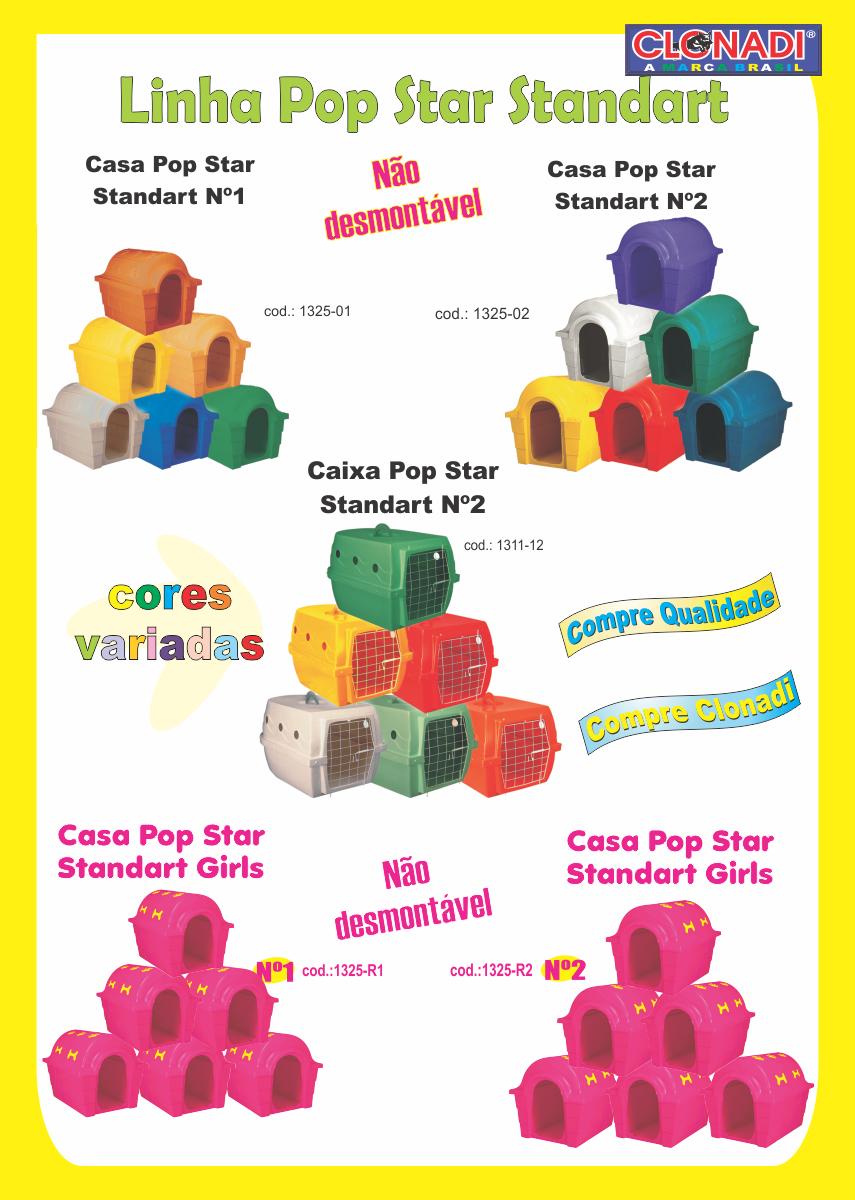 CLONADI®
A MARCA BRASIL
Linha Pop Star Standart
Casa Pop Star
Standart Nº1
Não
desmontável
Casa Pop Star
Standart Nº2
cod.: 1325-01
cod.: 1325-02
Caixa Pop Star
Standart Nº2
cod.: 1311-12
cores
variadas
Compre Qualidade
Compre Clonadi
Casa Pop Star
Standart Girls
Não
desmontável
Casa Pop Star
Standart Girls
Nº1 cod.:1325-R1
cod.:1325-R2 Nº2